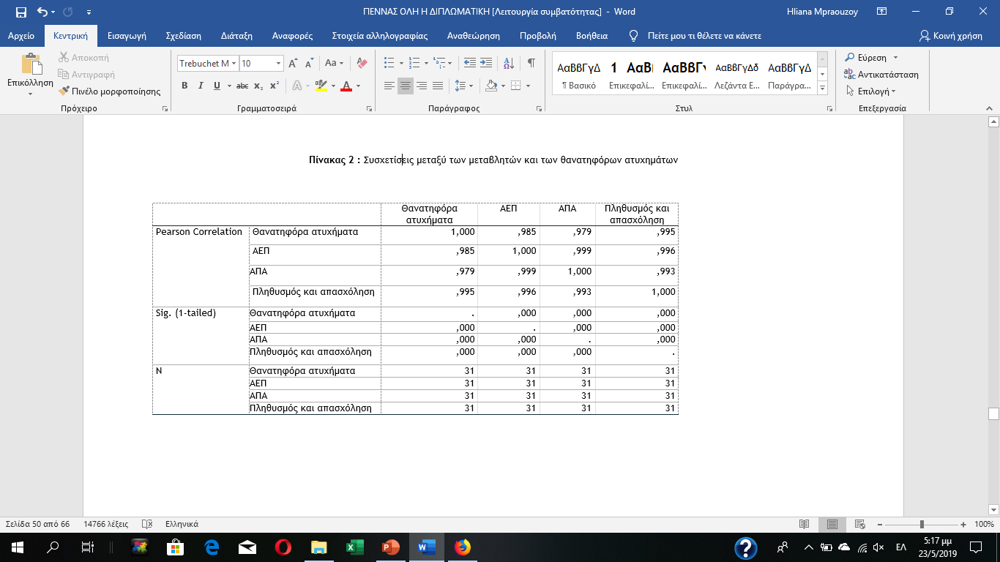 ΠΕΝΝΑΣ ΟΛΗ Η ΔΙΠΛΩΜΑΤΙΚΗ [Λειτουργία συμβατότητας] - Word
Hliana Mpraouzoy
Αρχείο Κεντρική Εισαγωγή Σχεδίαση Διάταξη Αναφορές Στοιχεία αλληλογραφίας Αναθεώρηση Προβολή Βοήθεια Πείτε μου τι θέλετε να κάνετε Κοινή χρήση
Επικόλληση
Αποκοπή
Αντιγραφή
Πινέλο μορφοποίησης
Πρόχειρο
Trebuchet M 10 Aa
B I U abc x₂ x²
Γραμματοσειρά
Παράγραφος
ΑαΒβΓγΔ 1 ΑαΒβ ΑαΒβΓγ ΑαΒβΓγΔδ ΑαΒβΓγΔ
¶ Βασικό Επικεφαλί... Επικεφαλί... Λεζάντα Ε... Παράγρα...
Στυλ
Εύρεση
Αντικατάσταση
Επιλογή
Επεξεργασία
Πίνακας 2 : Συσχετίσεις μεταξύ των μεταβλητών και των θανατηφόρων ατυχημάτων
Θανατηφόρα ατυχήματα ΑΕΠ ΑΠΑ Πληθυσμός και απασχόληση
Pearson Correlation Θανατηφόρα ατυχήματα 1,000 ,985 ,979 ,995
ΑΕΠ ,985 1,000 ,999 ,996
ΑΠΑ ,979 ,999 1,000 ,993
Πληθυσμός και απασχόληση ,995 ,996 ,993 1,000
Sig. (1-tailed) Θανατηφόρα ατυχήματα . ,000 ,000 ,000
ΑΕΠ ,000 . ,000 ,000
ΑΠΑ ,000 ,000 . ,000
Πληθυσμός και απασχόληση ,000 ,000 ,000 .
N Θανατηφόρα ατυχήματα 31 31 31 31
ΑΕΠ 31 31 31 31
ΑΠΑ 31 31 31 31
Πληθυσμός και απασχόληση 31 31 31 31
Σελίδα 50 από 66 14766 λέξεις Ελληνικά 100%
ΕΛ
5:17 μμ
23/5/2019